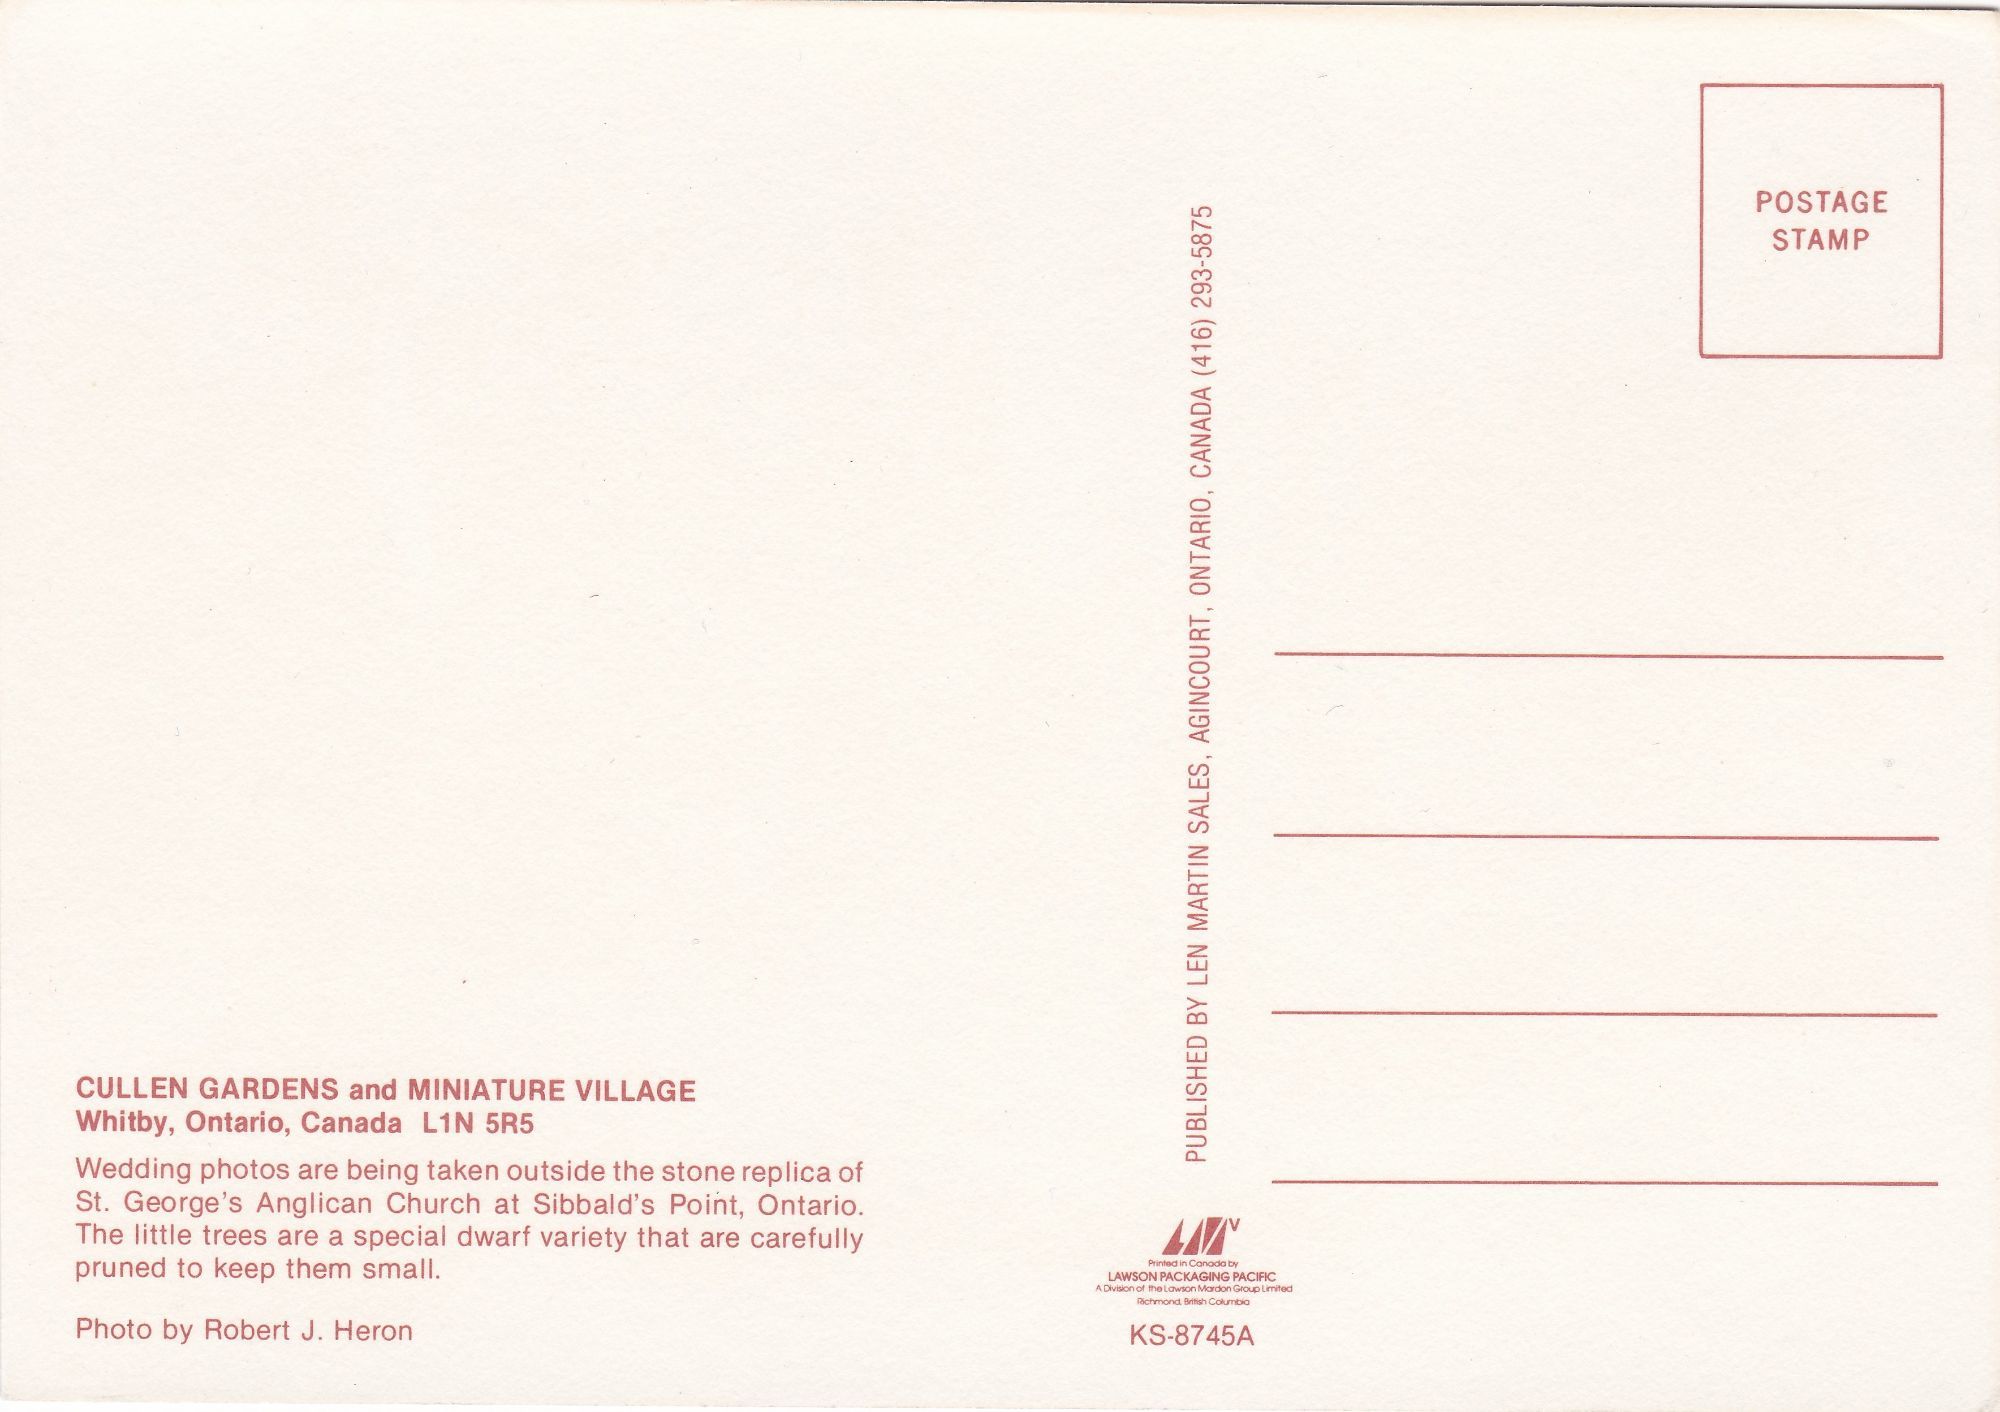 CULLEN GARDENS and MINIATURE VILLAGE
Whitby, Ontario, Canada L1N 5R5
Wedding photos are being taken outside the stone replica of
St. George's Anglican Church at Sibbald's Point, Ontario.
The little trees are a special dwarf variety that are carefully
pruned to keep them small.
Photo by Robert J. Heron
PUBLISHED BY LEN MARTIN SALES, AGINCOURT, ONTARIO, CANADA (416) 293-5875
Printed in Canada by
LAWSON PACKAGING PACIFIC
A Division of the Lawson Mardon Group Limited
Richmond, British Columbia
KS-8745A
POSTAGE
STAMP